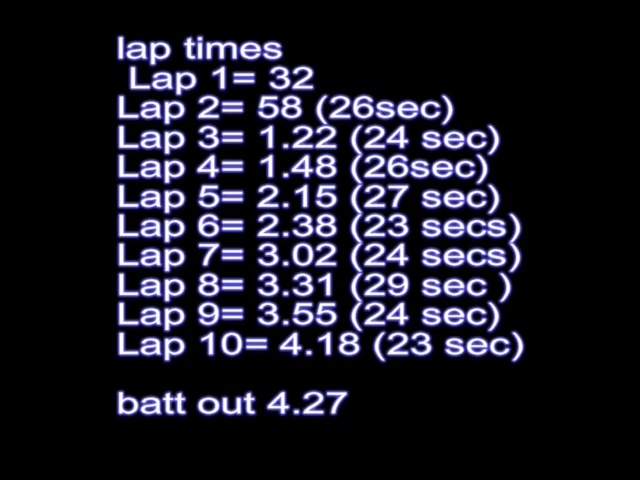 lap times
Lap 1= 32
Lap 2= 58 (26sec)
Lap 3= 1.22 (24 sec)
Lap 4= 1.48 (26sec)
Lap 5= 2.15 (27 sec)
Lap 6= 2.38 (23 secs)
Lap 7= 3.02 (24 secs)
Lap 8= 3.31 (29 sec )
Lap 9= 3.55 (24 sec)
Lap 10= 4.18 (23 sec)
batt out 4.27